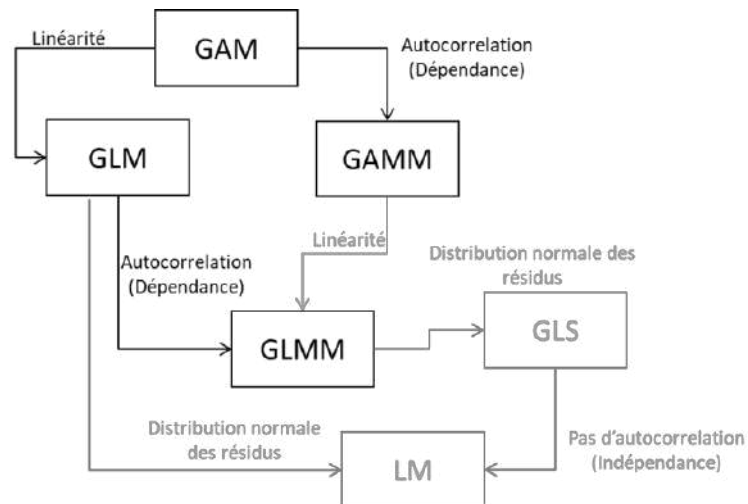 Linéarité
GAM
Autocorrelation
(Dépendance)
GLM
GAMM
Linéarité
Autocorrelation
(Dépendance)
Distribution normale des
résidus
GLMM
GLS
Distribution normale
des résidus
LM
Pas d'autocorrelation
(Indépendance)